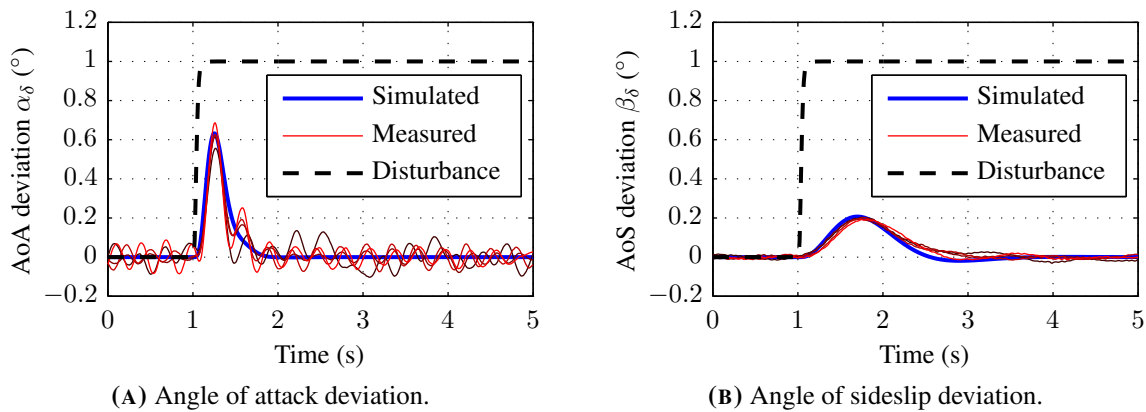 1.2
1
0.8
0.6
0.4
0.2
0
−0.2
AoA deviation αδ (°)
Simulated
Measured
Disturbance
0 1 2 3 4 5
Time (s)
(A) Angle of attack deviation.
1.2
1
0.8
0.6
0.4
0.2
0
−0.2
AoS deviation βδ (°)
Simulated
Measured
Disturbance
0 1 2 3 4 5
Time (s)
(B) Angle of sideslip deviation.